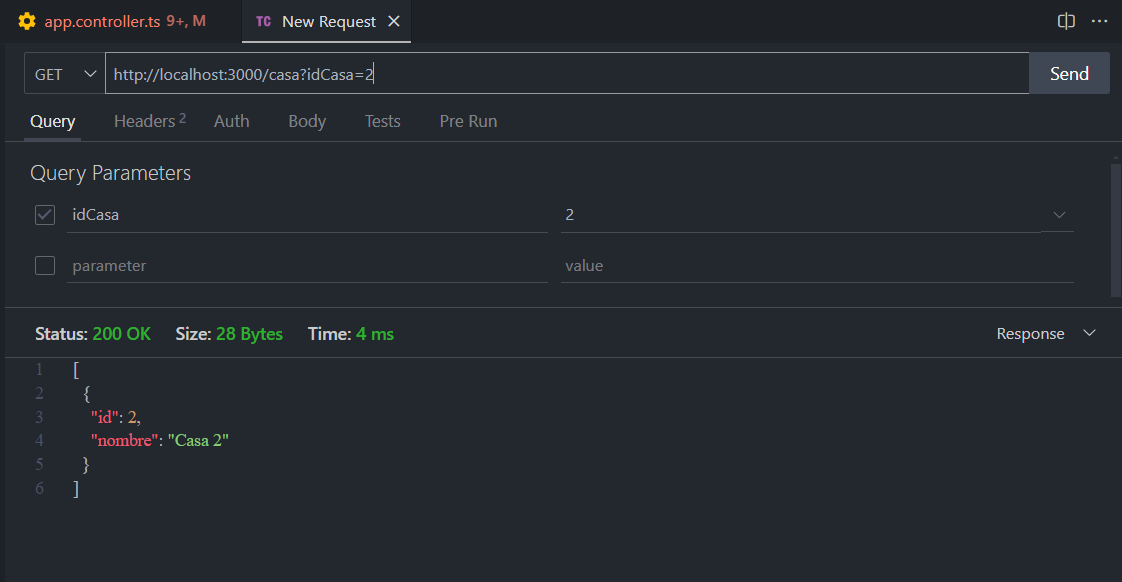 app.controller.ts 9+, M
TC New Request
GET http://localhost:3000/casa?idCasa=2 Send
Query Headers 2 Auth Body Tests Pre Run
Query Parameters
idCasa 2
parameter value
Status: 200 OK Size: 28 Bytes Time: 4 ms Response
1 [
2 {
3 "id": 2,
4 "nombre": "Casa 2"
5 }
6 ]